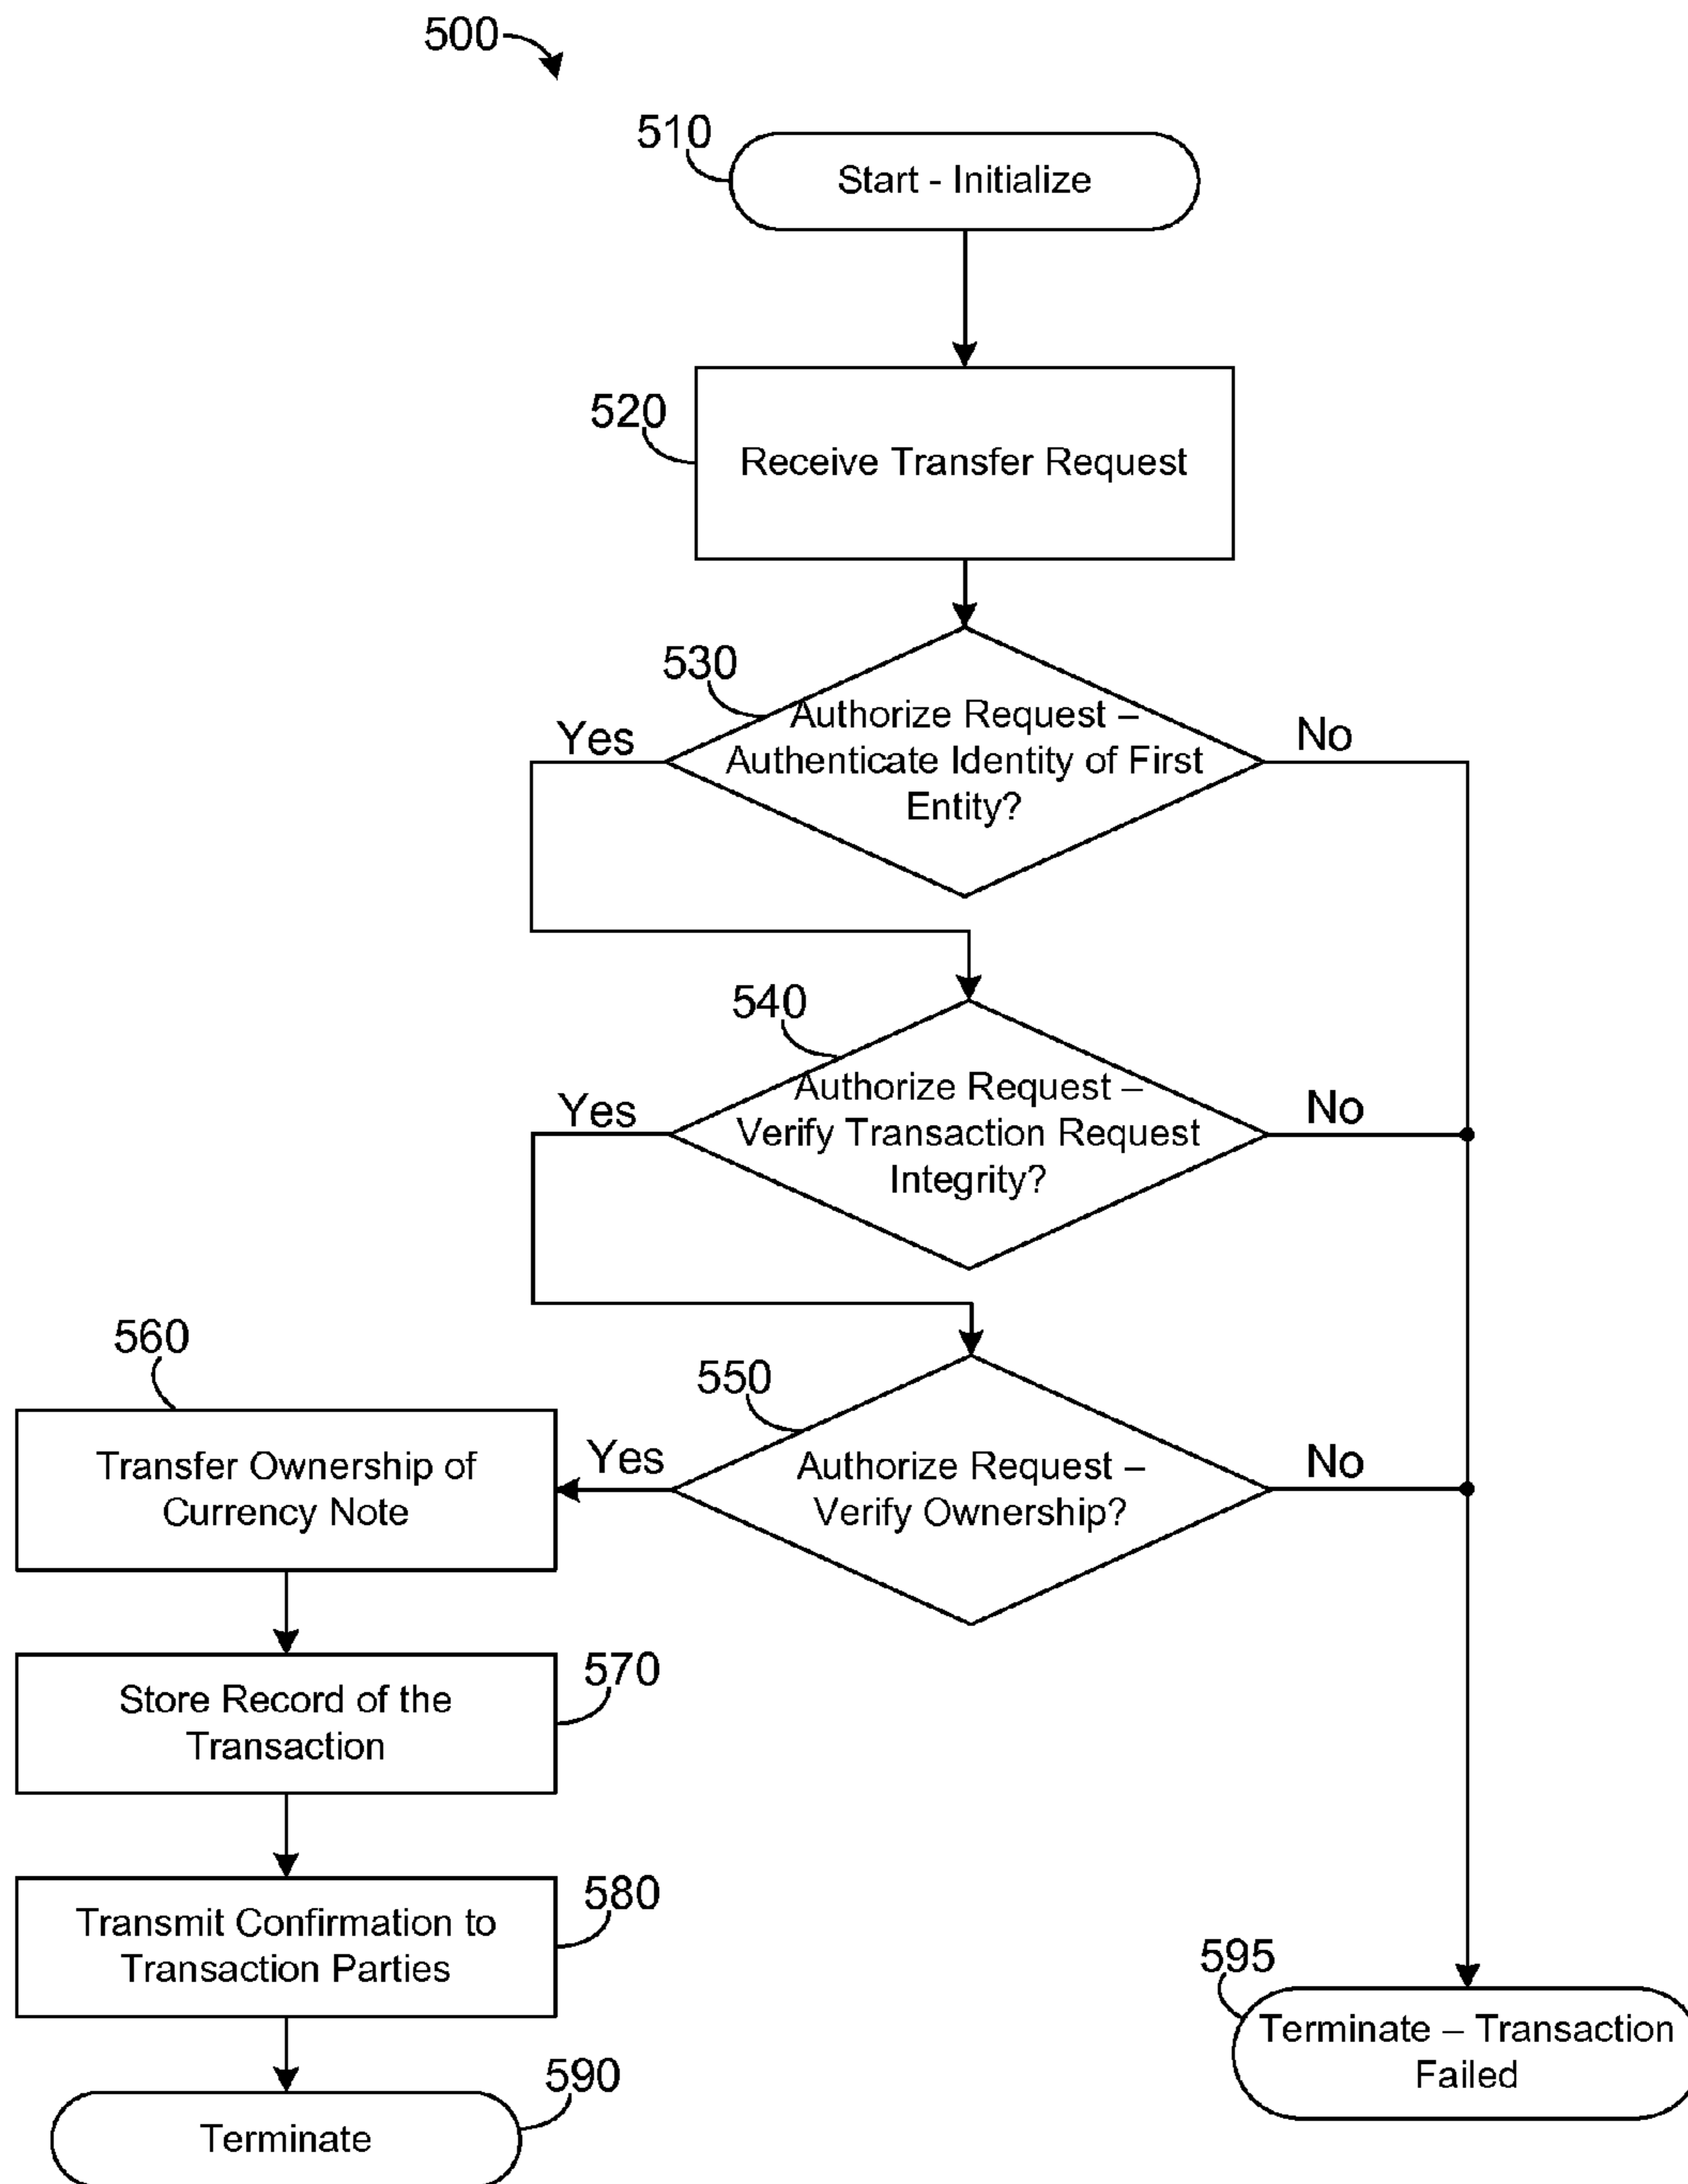 500
510
Start - Initialize
520
Receive Transfer Request
530
Authorize Request –
Authenticate Identity of First
Entity?
Yes
No
540
Authorize Request –
Verify Transaction Request
Integrity?
Yes
No
550
Authorize Request –
Verify Ownership?
Yes
No
560
Transfer Ownership of
Currency Note
570
Store Record of the
Transaction
580
Transmit Confirmation to
Transaction Parties
590
Terminate
595
Terminate – Transaction
Failed